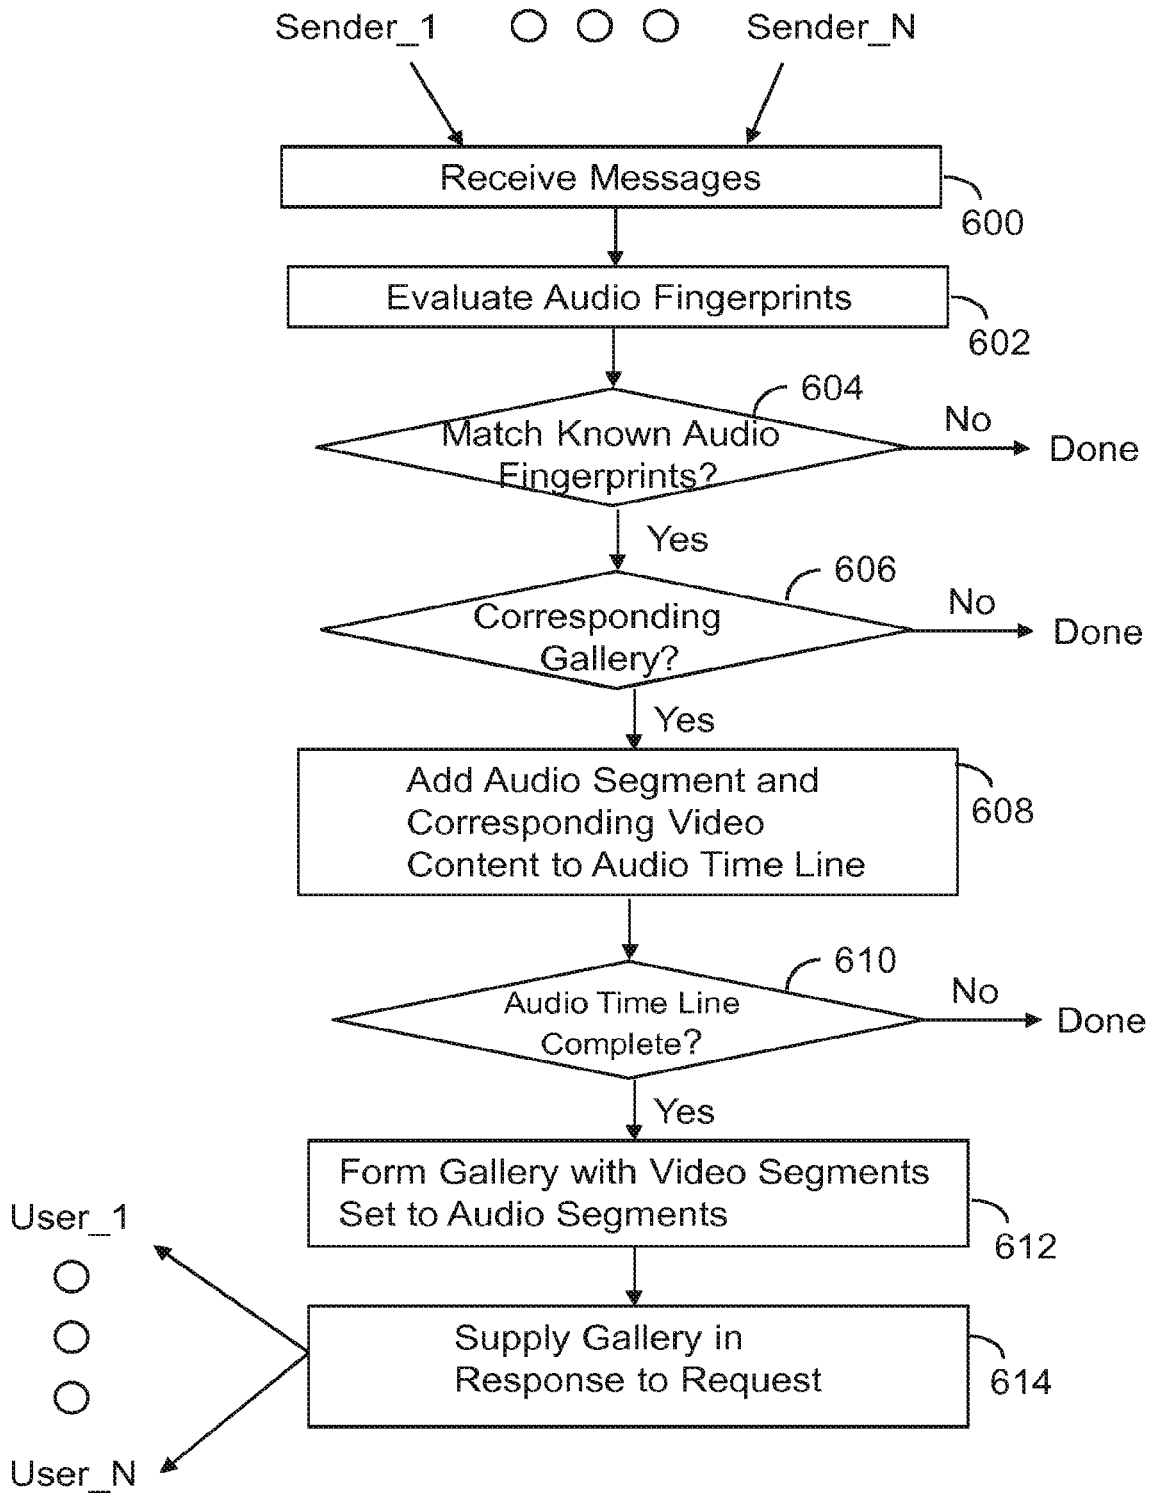 Sender_1 Sender_N
Receive Messages
600
Evaluate Audio Fingerprints
602
604
Match Known Audio
Fingerprints?
No
Done
Yes
606
Corresponding
Gallery?
No
Done
Yes
Add Audio Segment and
Corresponding Video
Content to Audio Time Line
608
610
Audio Time Line
Complete?
No
Done
Yes
Form Gallery with Video Segments
Set to Audio Segments
612
User_1
Supply Gallery in
Response to Request
614
User_N